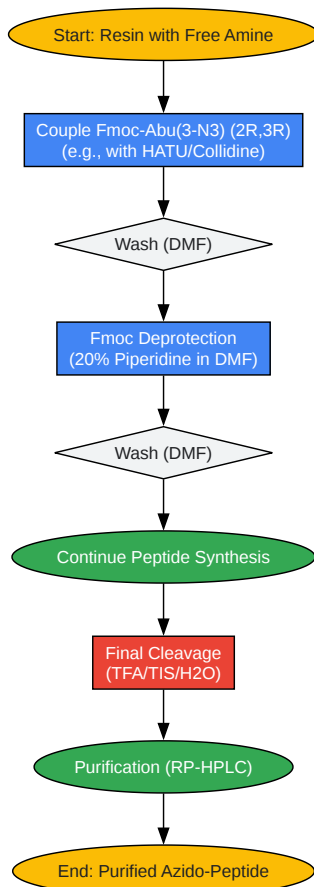 Start: Resin with Free Amine
Couple Fmoc-Abu(3-N3) (2R,3R)
(e.g., with HATU/Collidine)
Wash (DMF)
Fmoc Deprotection
(20% Piperidine in DMF)
Wash (DMF)
Continue Peptide Synthesis
Final Cleavage
(TFA/TIS/H2O)
Purification (RP-HPLC)
End: Purified Azido-Peptide